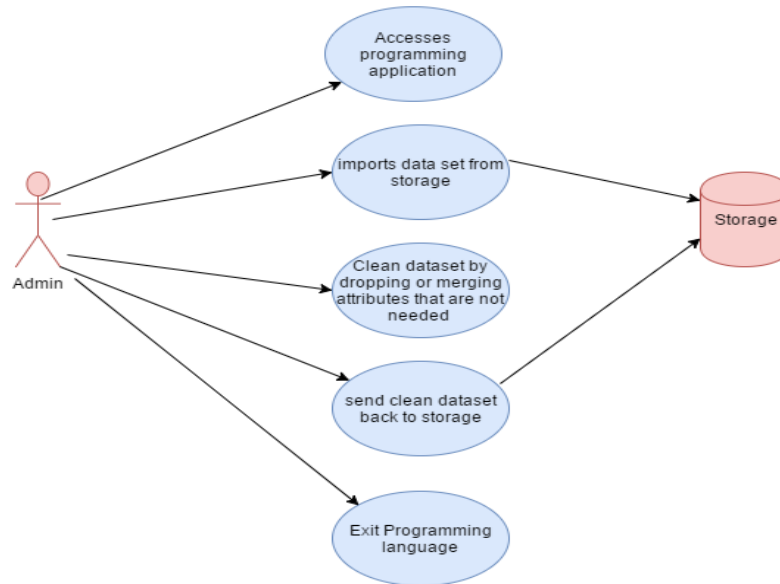 Accesses
programming
application
imports data set from
storage
Storage
Admin
Clean dataset by
dropping or merging
attributes that are not
needed
send clean dataset
back to storage
Exit Programming
language